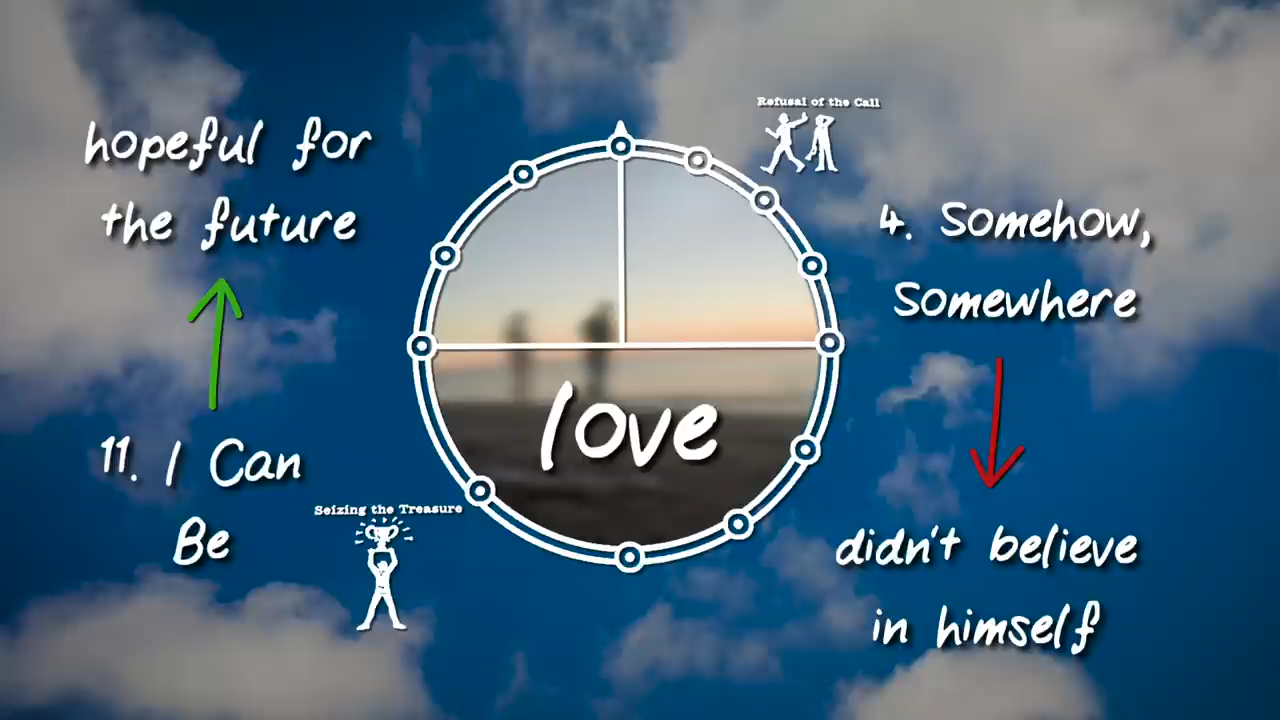 hopeful for
the future
11. I Can
Be
Seizing the Treasure
love
Refusal of the Call
4. Somehow,
Somewhere
didn't believe
in himself